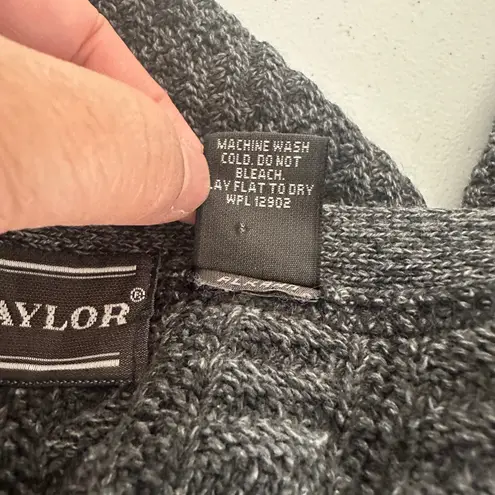 MACHINE WASH
COLD. DO NOT
BLEACH.
LAY FLAT TO DRY
WPL 12902
AYLOR®